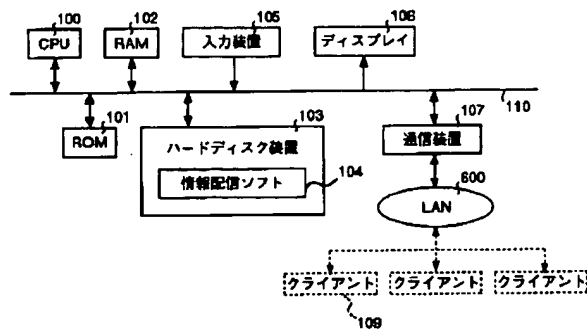 100
CPU
102
RAM
105
入力装置
106
ディスプレイ
110
101
ROM
103
ハードディスク装置
情報配信ソフト
104
107
通信装置
600
LAN
クライアント
クライアント
クライアント
109